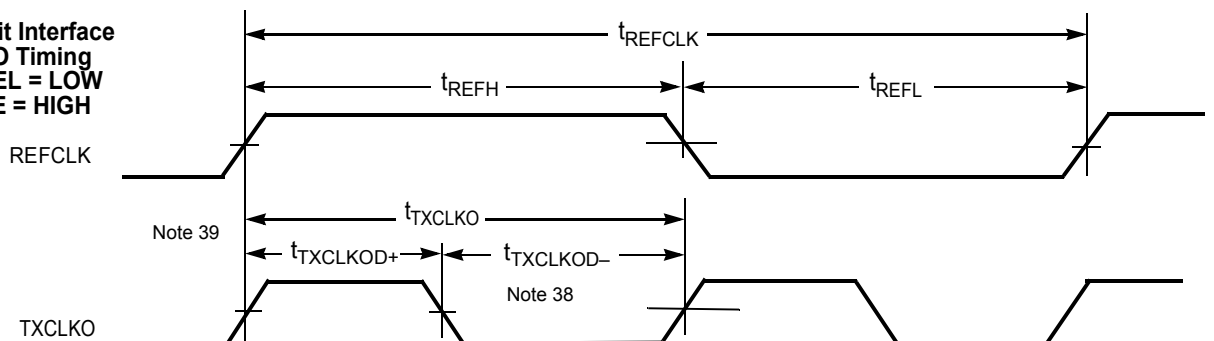 it Interface
Timing
EL = LOW
E = HIGH
tREFCLK
tREFH
tREFL
REFCLK
Note 39
tTXCLKO
tTXCLKOD+
tTXCLKOD–
Note 38
TXCLKO